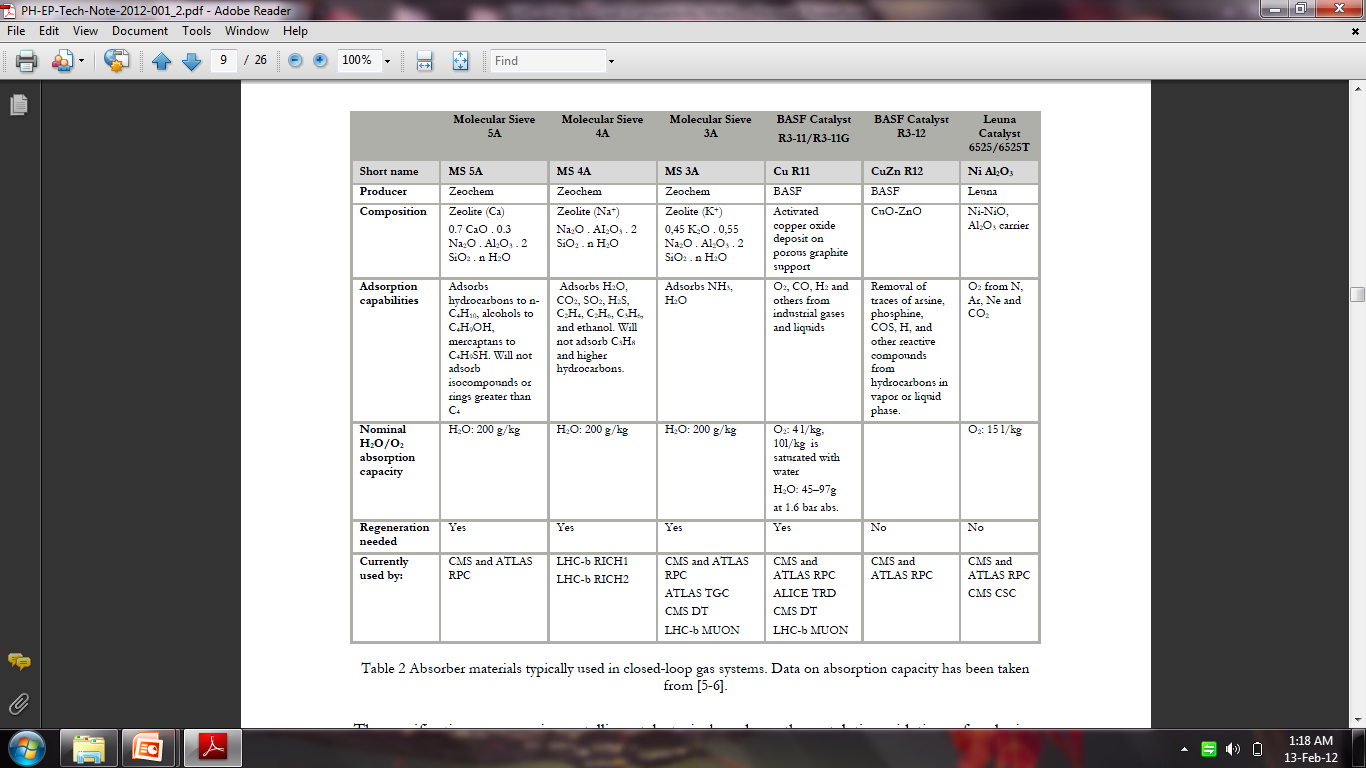 PH-EP-Tech-Note-2012-001_2.pdf - Adobe Reader
File Edit View Document Tools Window Help
9 / 26 100% Find
Molecular Sieve 5A
Molecular Sieve 4A
Molecular Sieve 3A
BASF Catalyst R3-11/R3-11G
BASF Catalyst R3-12
Leuna Catalyst 6525/6525T
Short name
MS 5A
MS 4A
MS 3A
Cu R11
CuZn R12
Ni Al₂O₃
Producer
Zeochem
Zeochem
Zeochem
BASF
BASF
Leuna
Composition
Zeolite (Ca)
0.7 CaO . 0.3
Na₂O . Al₂O₃ . 2
SiO₂ . n H₂O
Zeolite (Na⁺)
Na₂O . Al₂O₃ . 2
SiO₂ . n H₂O
Zeolite (K⁺)
0,45 K₂O . 0,55
Na₂O . Al₂O₃ . 2
SiO₂ . n H₂O
Activated
copper oxide
deposit on
porous graphite
support
CuO-ZnO
Ni-NiO,
Al₂O₃ carrier
Adsorption
capabilities
Adsorbs
hydrocarbons to n-
C₄H₁₀, alcohols to
C₄H₉OH,
mercaptans to
C₄H₉SH. Will not
adsorb
isocompounds or
rings greater than
C₄
Adsorbs H₂O,
CO₂, SO₂, H₂S,
C₂H₄, C₂H₆, C₃H₆,
and ethanol. Will
not adsorb C₃H₈
and higher
hydrocarbons.
Adsorbs NH₃,
H₂O
O₂, CO, H₂ and
others from
industrial gases
and liquids
Removal of
traces of arsine,
phosphine,
COS, H, and
other reactive
compounds
from
hydrocarbons in
vapor or liquid
phase.
O₂ from N,
Ar, Ne and
CO₂
Nominal
H₂O/O₂
absorption
capacity
H₂O: 200 g/kg
H₂O: 200 g/kg
H₂O: 200 g/kg
O₂: 4 l/kg,
10l/kg is
saturated with
water
H₂O: 45–97g
at 1.6 bar abs.
O₂: 15 l/kg
Regeneration
needed
Yes
Yes
Yes
Yes
No
No
Currently
used by:
CMS and ATLAS
RPC
LHC-b RICH1
LHC-b RICH2
CMS and ATLAS
RPC
ATLAS TGC
CMS DT
LHC-b MUON
CMS and
ATLAS RPC
ALICE TRD
CMS DT
LHC-b MUON
CMS and
ATLAS RPC
CMS and
ATLAS RPC
CMS CSC
Table 2 Absorber materials typically used in closed-loop gas systems. Data on absorption capacity has been taken
from [5-6].
1:18 AM
13-Feb-12